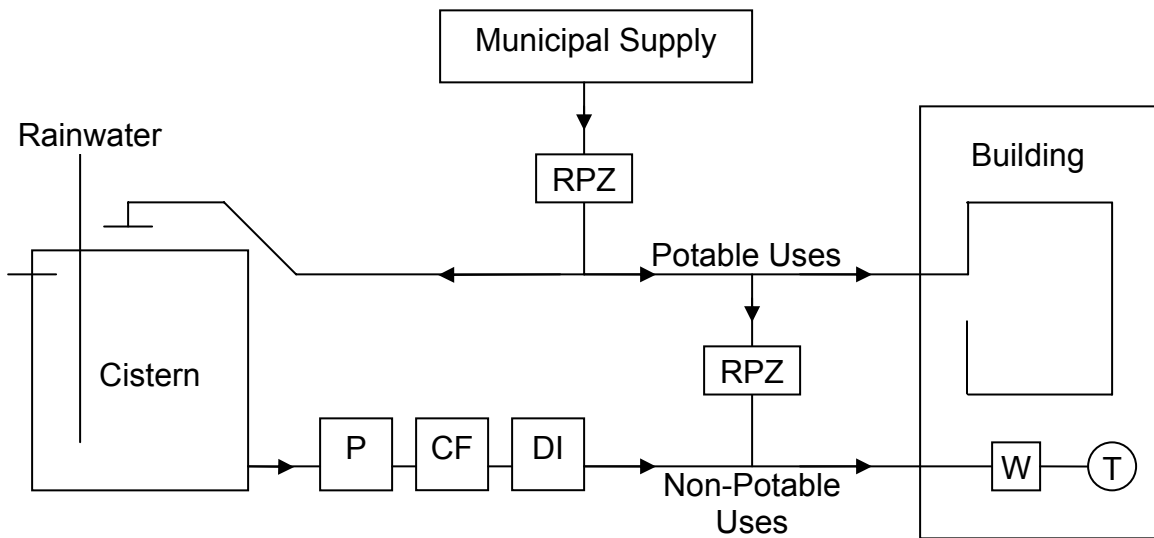 Municipal Supply
Rainwater
RPZ
Building
Potable Uses
RPZ
Cistern
P
CF
DI
Non-Potable
Uses
W
T